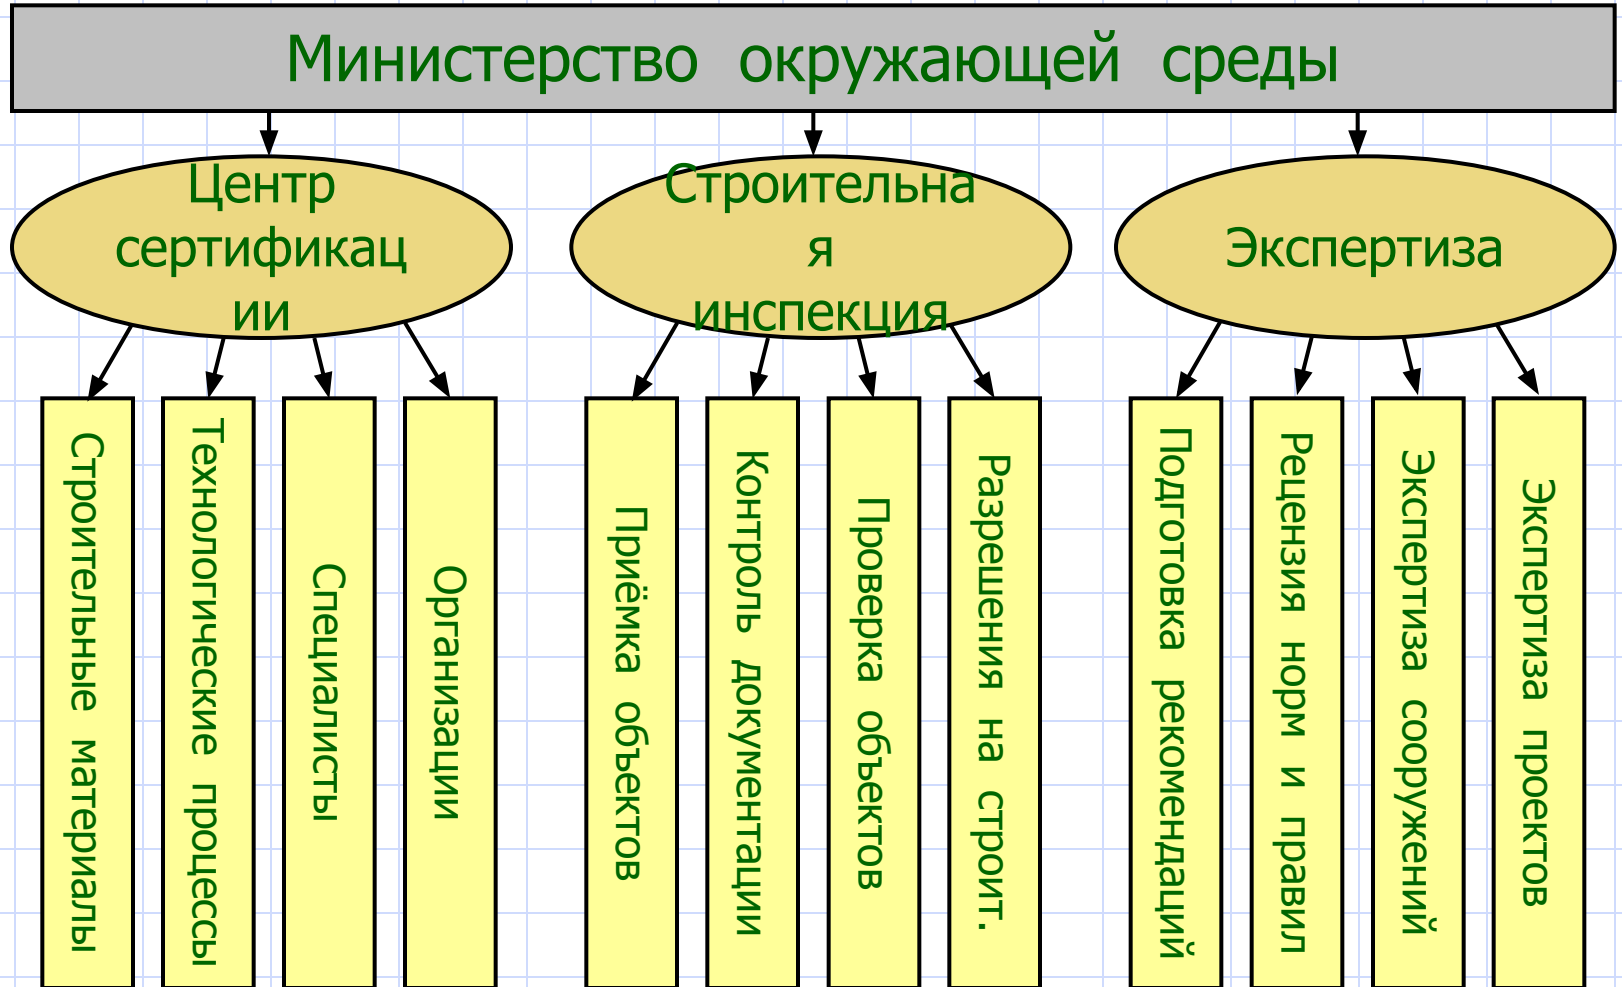 Министерство окружающей среды
Центр
сертификац
ии
Строительна
я
инспекция
Экспертиза
Строительные материалы
Технологические процессы
Специалисты
Организации
Приёмка объектов
Контроль документации
Проверка объектов
Разрешения на строит.
Подготовка рекомендаций
Рецензия норм и правил
Экспертиза сооружений
Экспертиза проектов